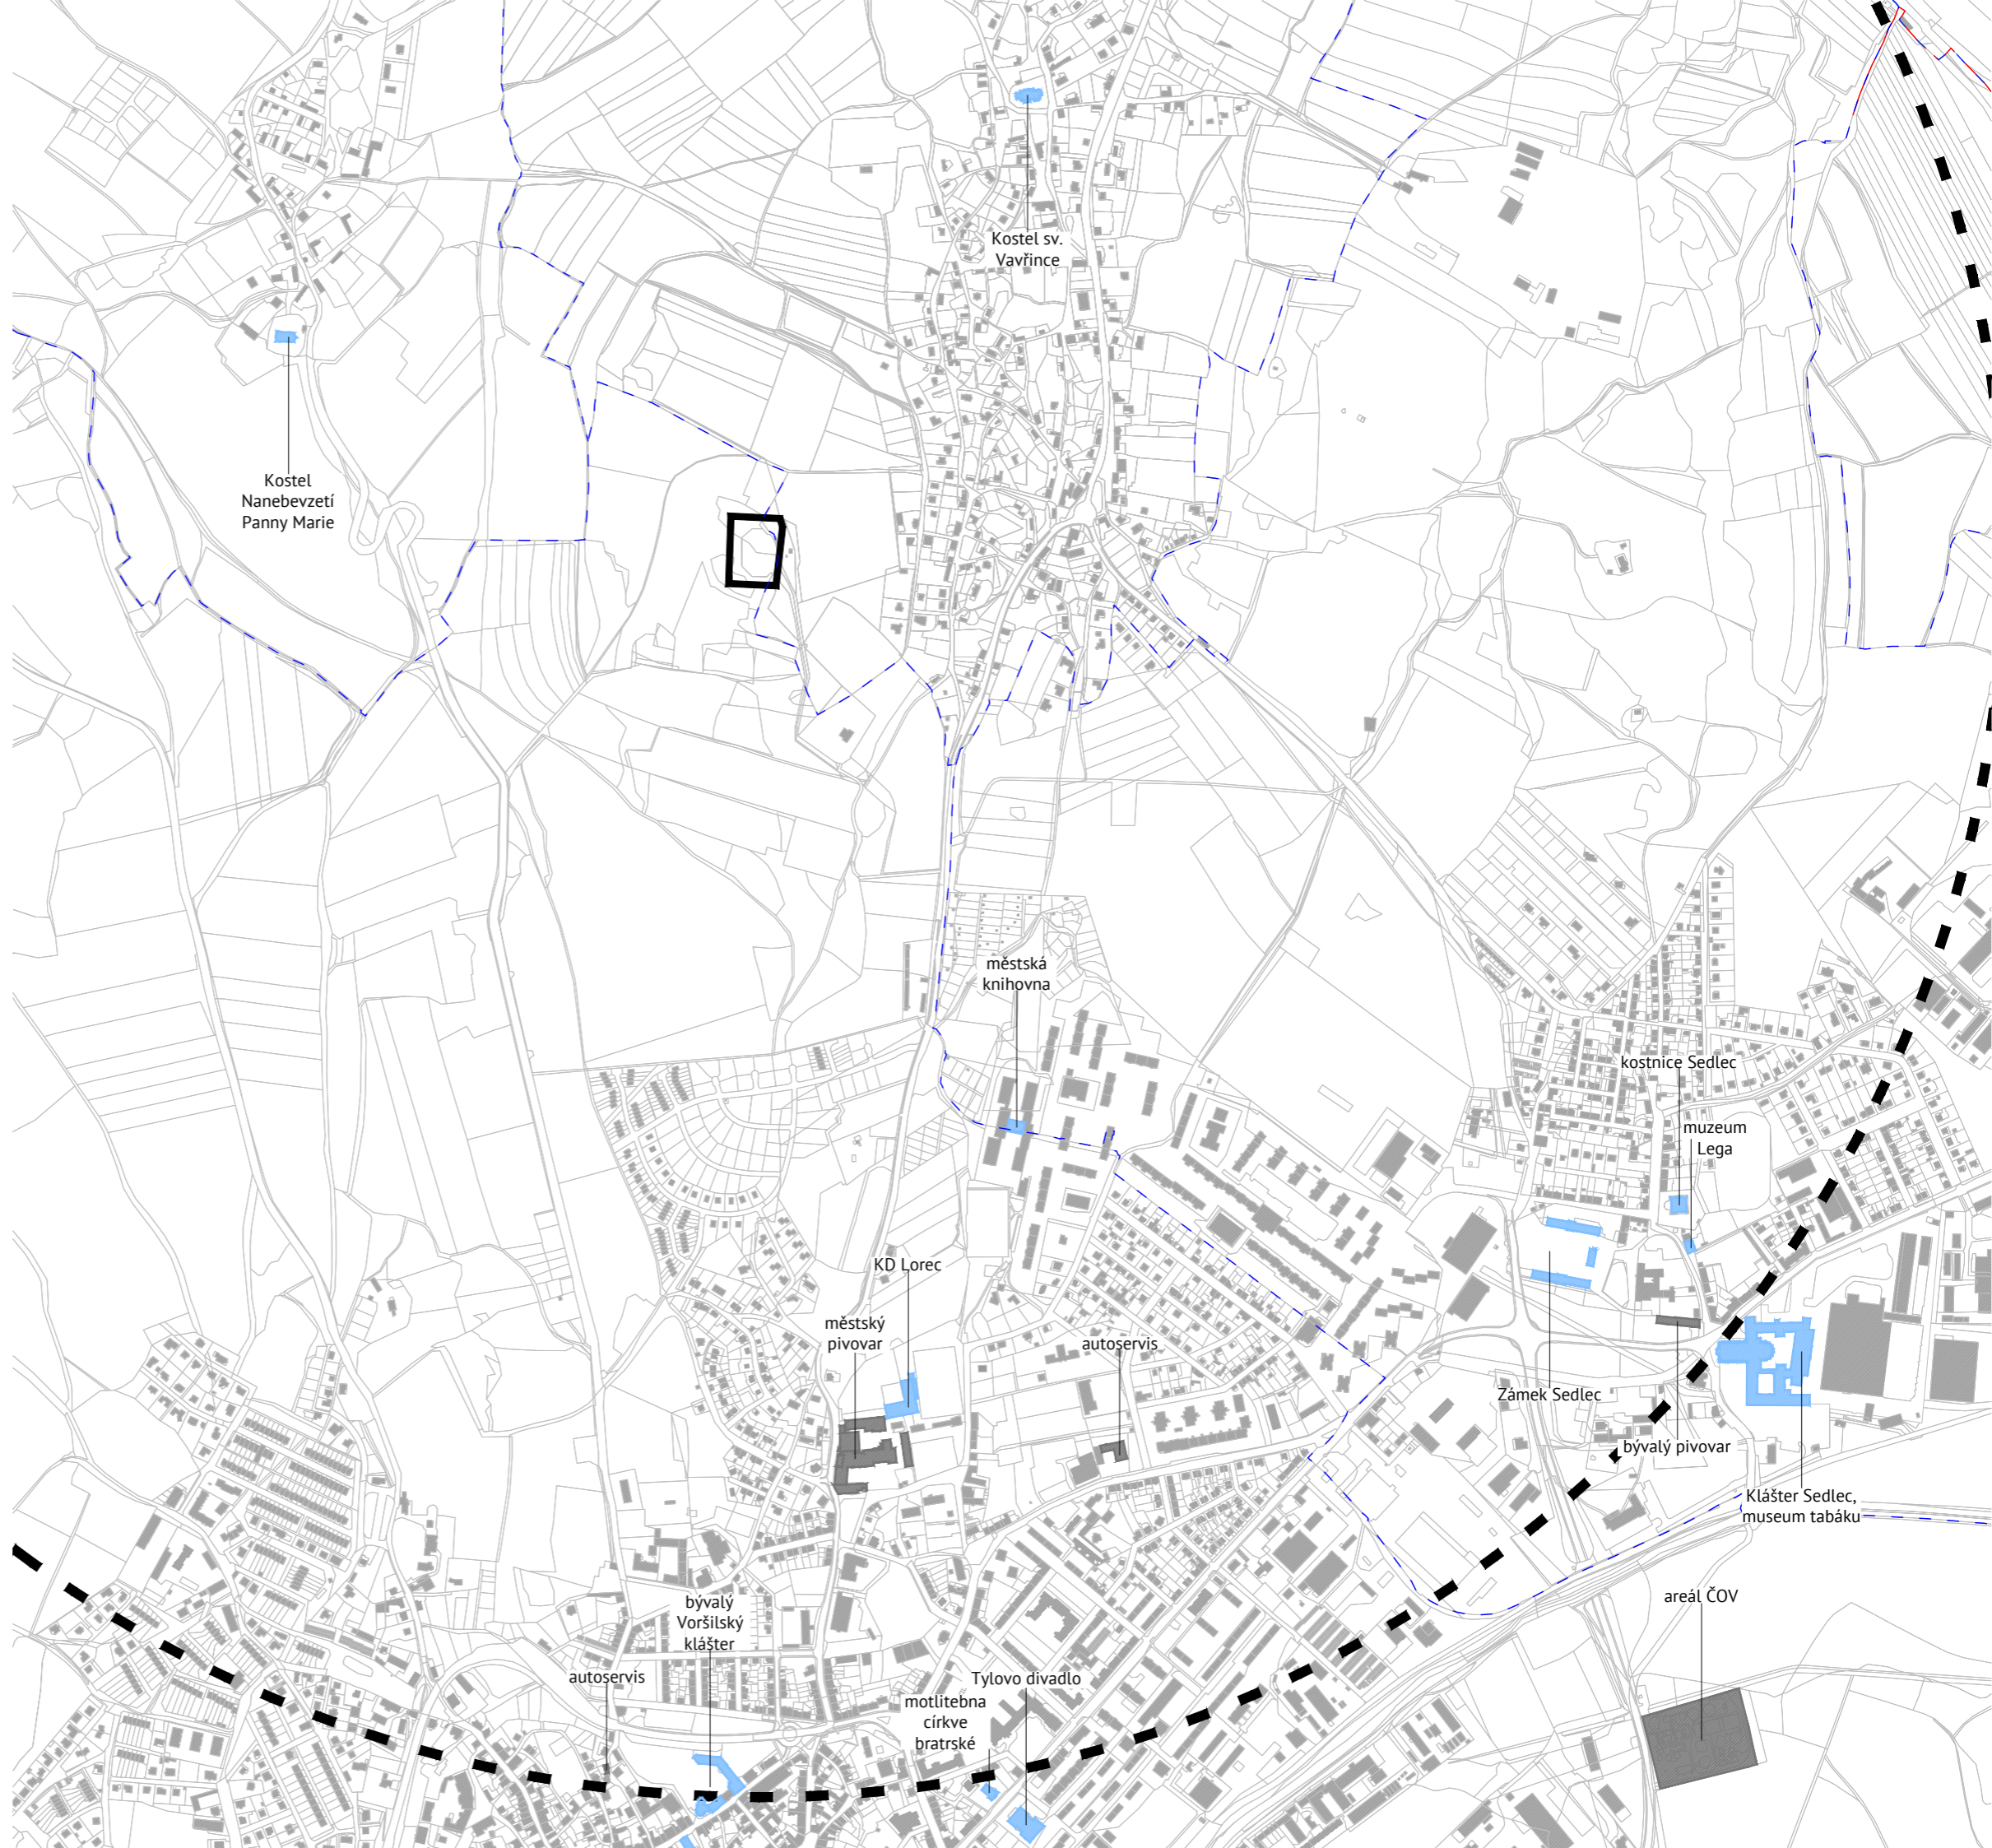 Kostel sv.
Vavřince
Kostel
Nanebevzetí
Panny Marie
městská
knihovna
kostnice Sedlec
muzeum
Lega
KD Lorec
městský
pivovar
autoservis
Zámek Sedlec
bývalý pivovar
Klášter Sedlec,
museum tabáku
areál ČOV
bývalý
Voršilský
klášter
autoservis
Tylovo divadlo
motlitebna
církve
bratrské